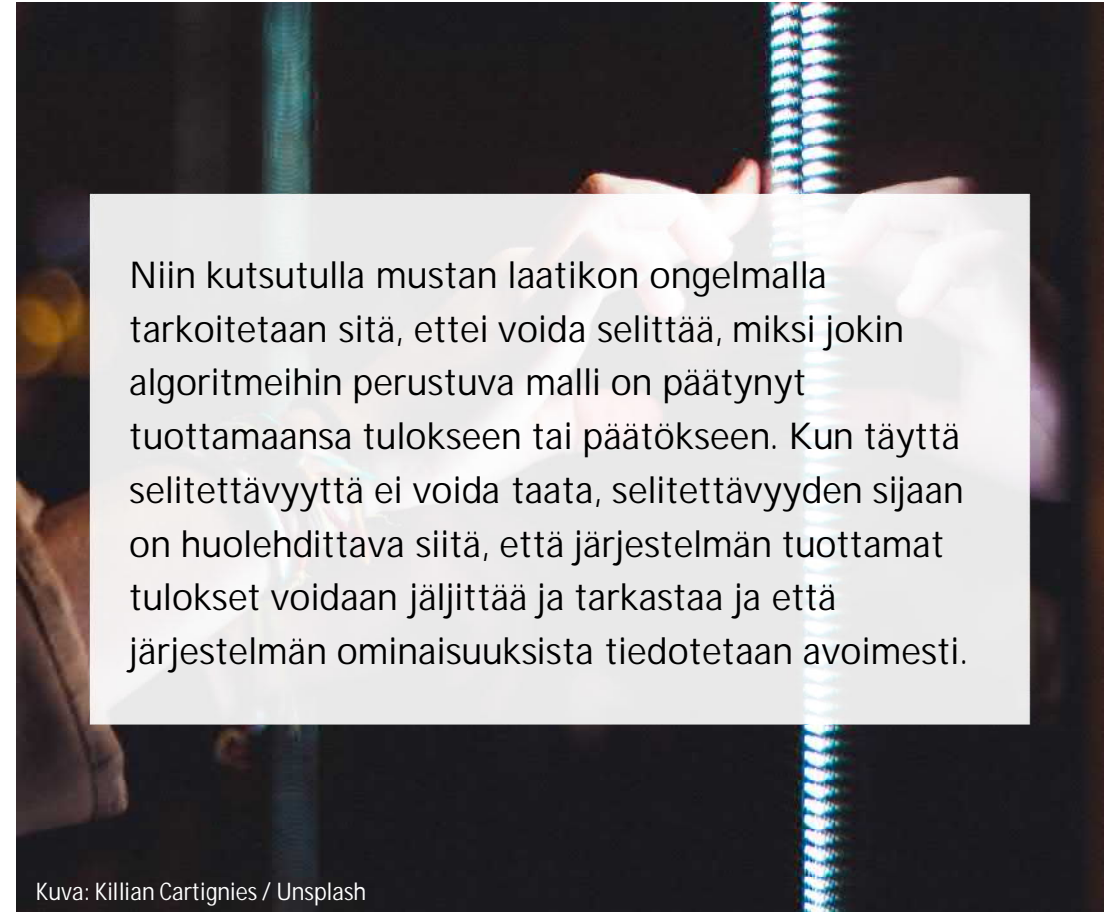 Niin kutsutulla mustan laatikon ongelmalla
tarkoitetaan sitä, ettei voida selittää, miksi jokin
algoritmeihin perustuva malli on päätynyt
tuottamaansa tulokseen tai päätökseen. Kun täyttä
selitettävyyttä ei voida taata, selitettävyyden sijaan
on huolehdittava siitä, että järjestelmän tuottamat
tulokset voidaan jäljittää ja tarkastaa ja että
järjestelmän ominaisuuksista tiedotetaan avoimesti.
Kuva: Killian Cartignies / Unsplash